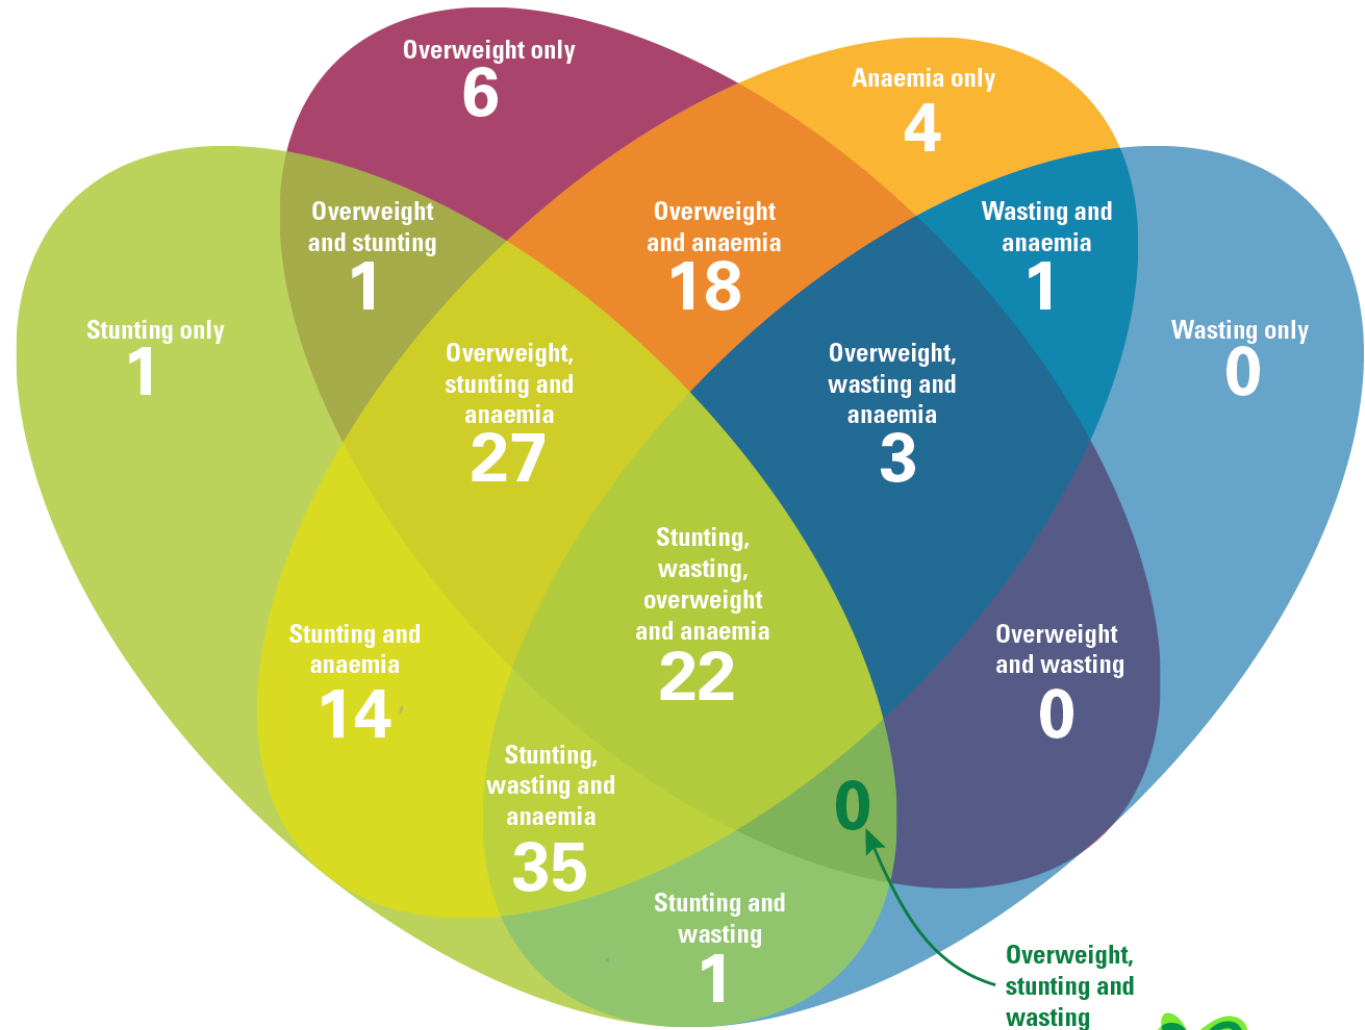 Overweight only
6
Anaemia only
4
Overweight
and stunting
1
Overweight
and anaemia
18
Wasting and
anaemia
1
Stunting only
1
Wasting only
0
Overweight,
stunting and
anaemia
27
Overweight,
wasting and
anaemia
3
Stunting,
wasting,
overweight
and anaemia
22
Stunting and
anaemia
14
Overweight
and wasting
0
Stunting,
wasting and
anaemia
35
0
Stunting and
wasting
1
Overweight,
stunting and
wasting